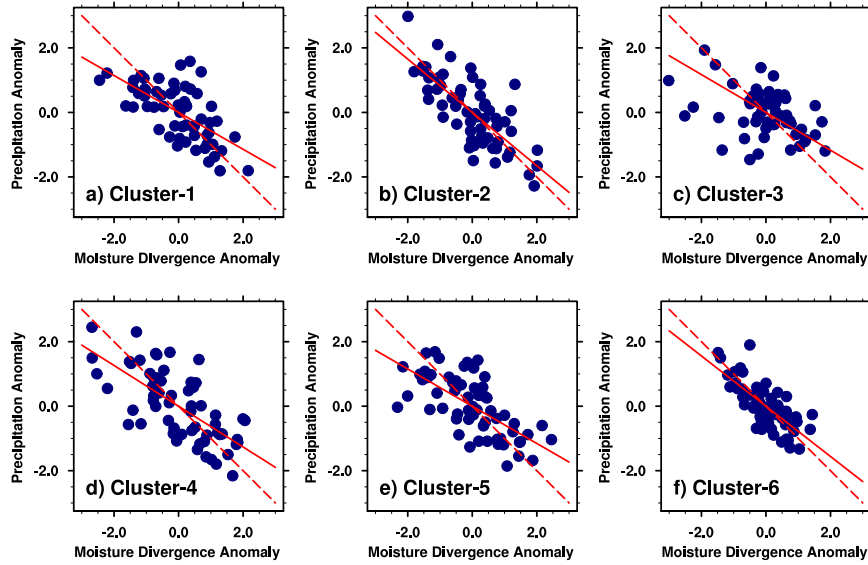 Precipitation Anomaly
2.0
0.0
-2.0
a) Cluster-1
-2.0 0.0 2.0
Moisture Divergence Anomaly
Precipitation Anomaly
2.0
0.0
-2.0
b) Cluster-2
-2.0 0.0 2.0
Moisture Divergence Anomaly
Precipitation Anomaly
2.0
0.0
-2.0
c) Cluster-3
-2.0 0.0 2.0
Moisture Divergence Anomaly
Precipitation Anomaly
2.0
0.0
-2.0
d) Cluster-4
-2.0 0.0 2.0
Moisture Divergence Anomaly
Precipitation Anomaly
2.0
0.0
-2.0
e) Cluster-5
-2.0 0.0 2.0
Moisture Divergence Anomaly
Precipitation Anomaly
2.0
0.0
-2.0
f) Cluster-6
-2.0 0.0 2.0
Moisture Divergence Anomaly